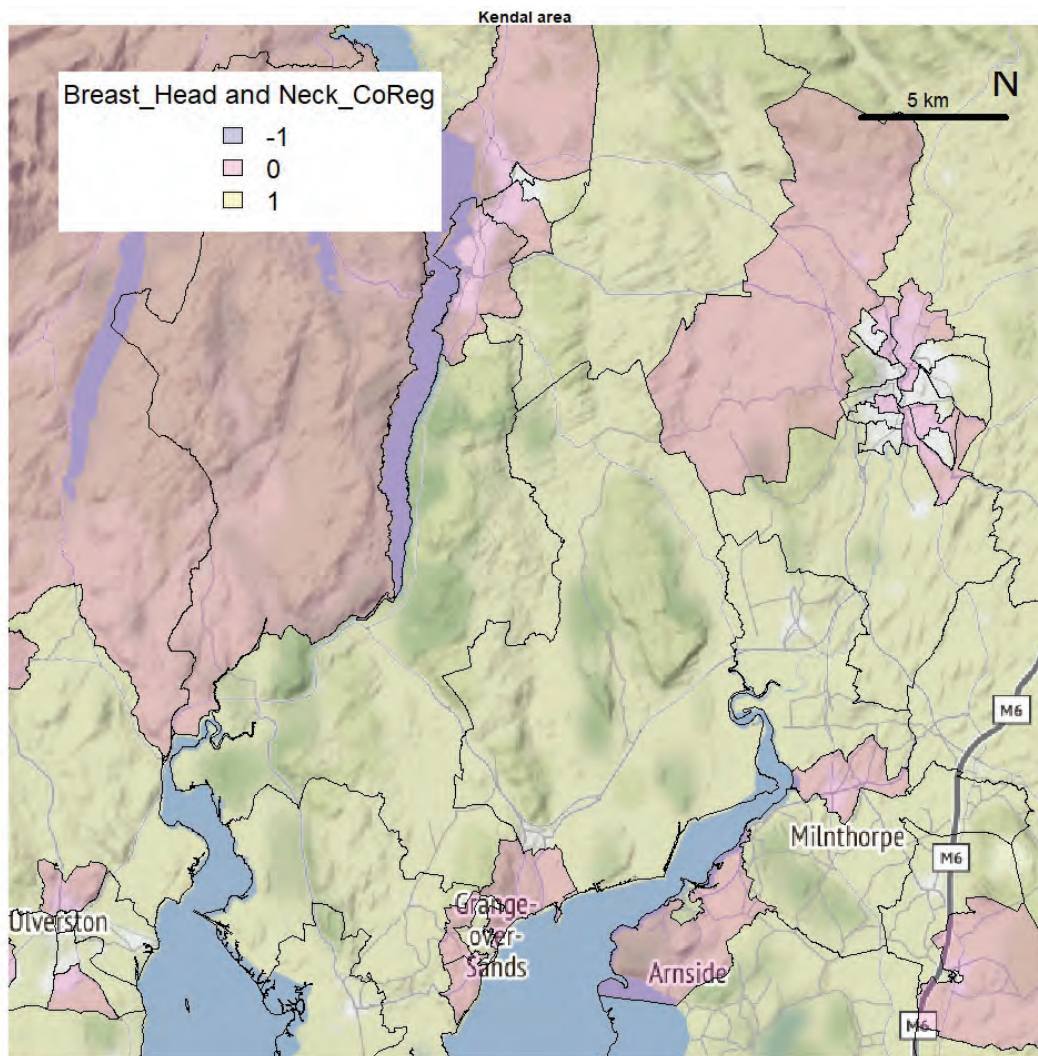 Kendal area
Breast_Head and Neck_CoReg
-1
0
1
N
5 km
M6
Milnthorpe
M6
Ulverston
Grange-
over-
Sands
Arnside
M6